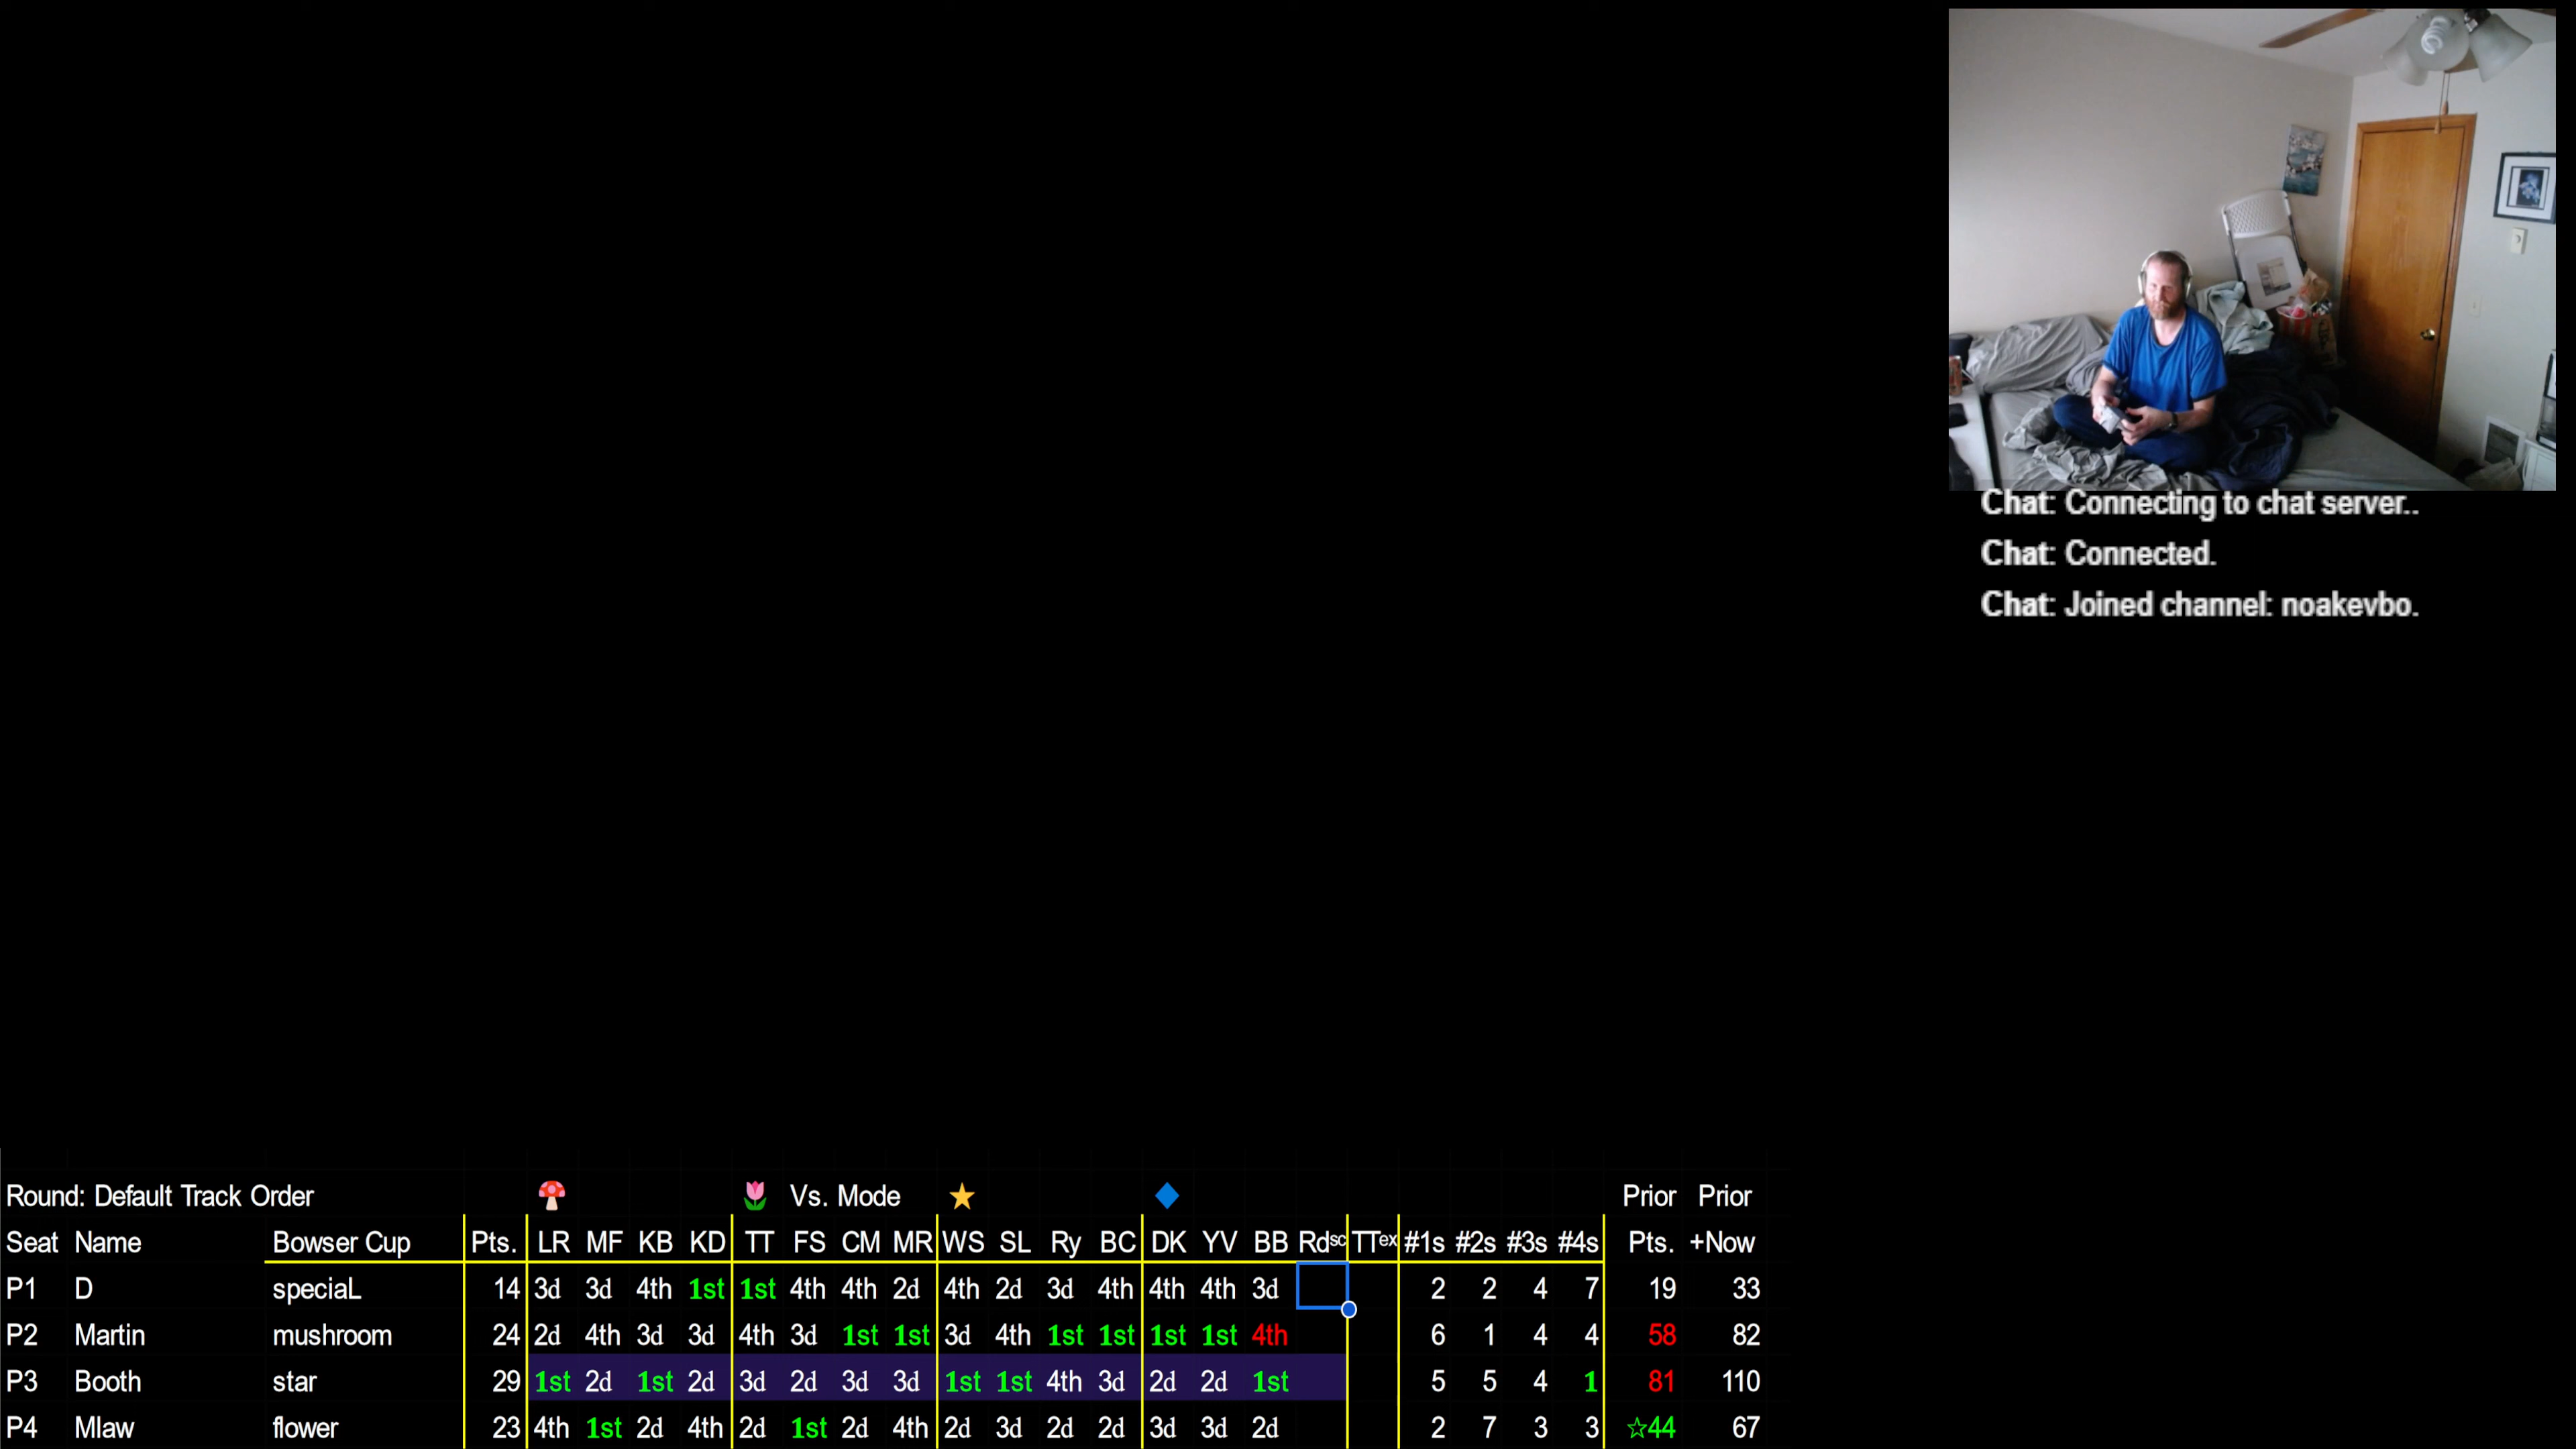 Chat: Connecting to chat server..
Chat: Connected.
Chat: Joined channel: noakevbo.
Round: Default Track Order Vs. Mode Prior Prior
Seat Name Bowser Cup Pts. LR MF KB KD TT FS CM MR WS SL Ry BC DK YV BB Rdˢᶜ TTᵉˣ #1s #2s #3s #4s Pts. +Now
P1 D speciaL 14 3d 3d 4th 1st 1st 4th 4th 2d 4th 2d 3d 4th 4th 4th 3d 2 2 4 7 19 33
P2 Martin mushroom 24 2d 4th 3d 3d 4th 3d 1st 1st 3d 4th 1st 1st 1st 1st 4th 6 1 4 4 58 82
P3 Booth star 29 1st 2d 1st 2d 3d 2d 3d 3d 1st 1st 4th 3d 2d 2d 1st 5 5 4 1 81 110
P4 Mlaw flower 23 4th 1st 2d 4th 2d 1st 2d 4th 2d 3d 2d 2d 3d 3d 2d 2 7 3 3 ☆44 67